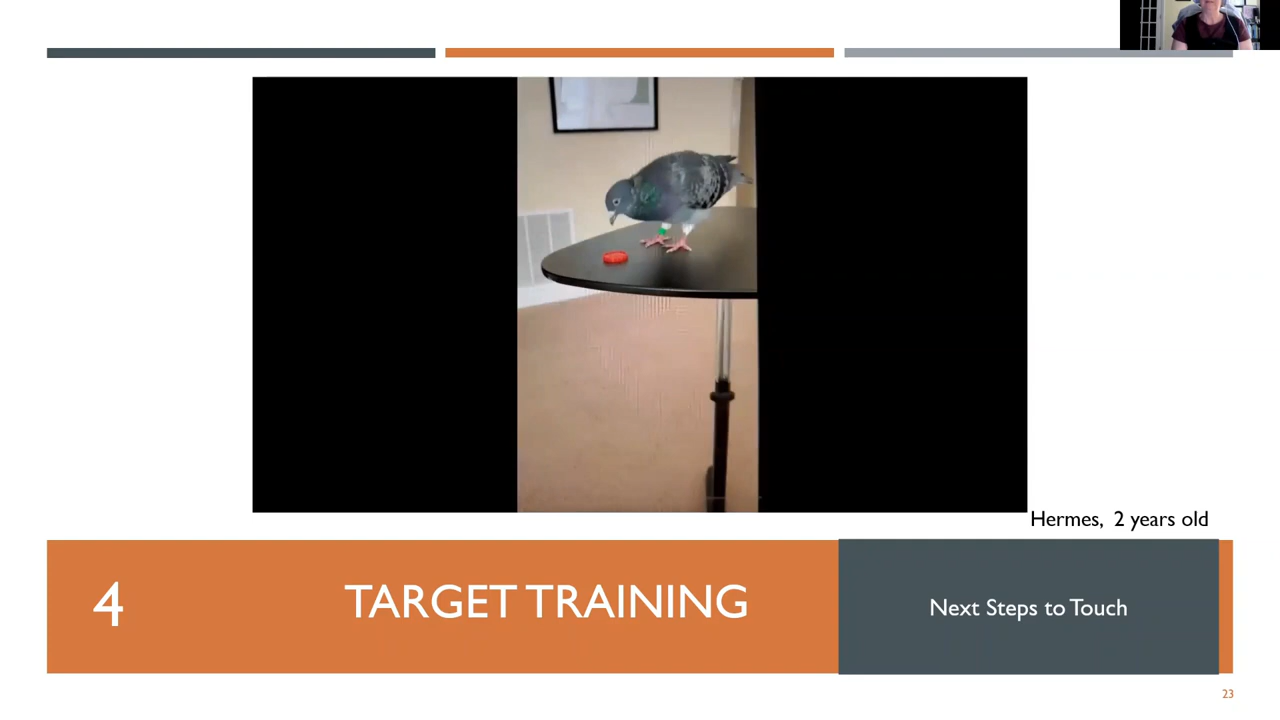 Hermes, 2 years old
4
TARGET TRAINING
Next Steps to Touch
23